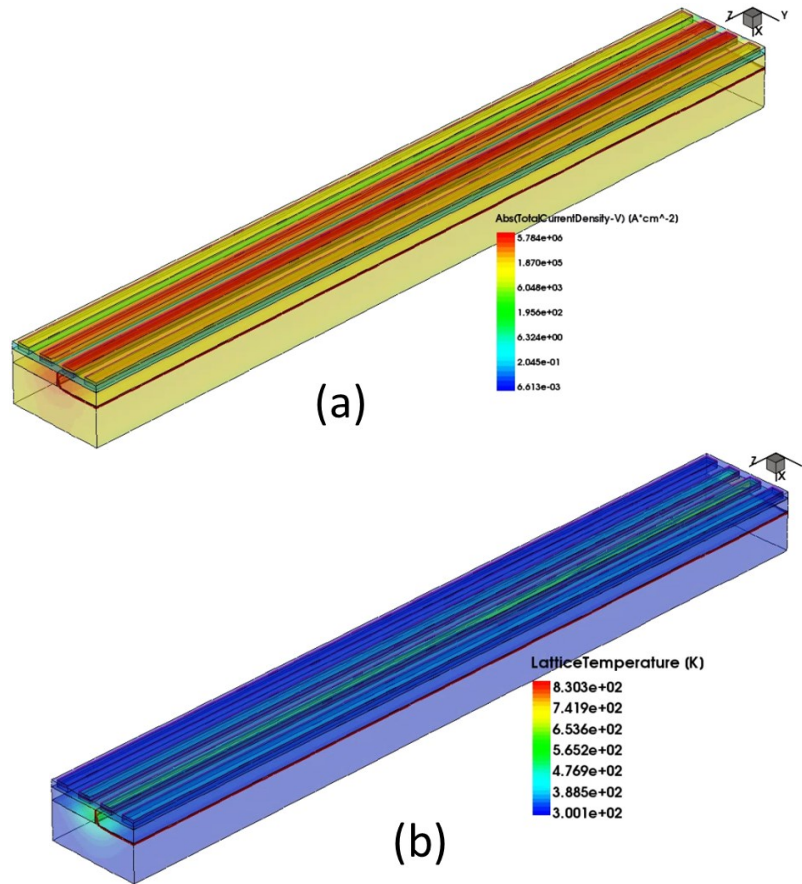 Z
Y
X
Abs(TotalCurrentDensity-V) (A*cm^-2)
5.784e+06
1.870e+05
6.048e+03
1.956e+02
6.324e+00
2.045e-01
6.613e-03
(a)
Z
X
LatticeTemperature (K)
8.303e+02
7.419e+02
6.536e+02
5.652e+02
4.769e+02
3.885e+02
3.001e+02
(b)